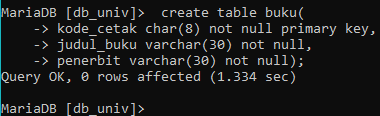 MariaDB [db_univ]>  create table buku(
    -> kode_cetak char(8) not null primary key,
    -> judul_buku varchar(30) not null,
    -> penerbit varchar(30) not null);
Query OK, 0 rows affected (1.334 sec)

MariaDB [db_univ]>